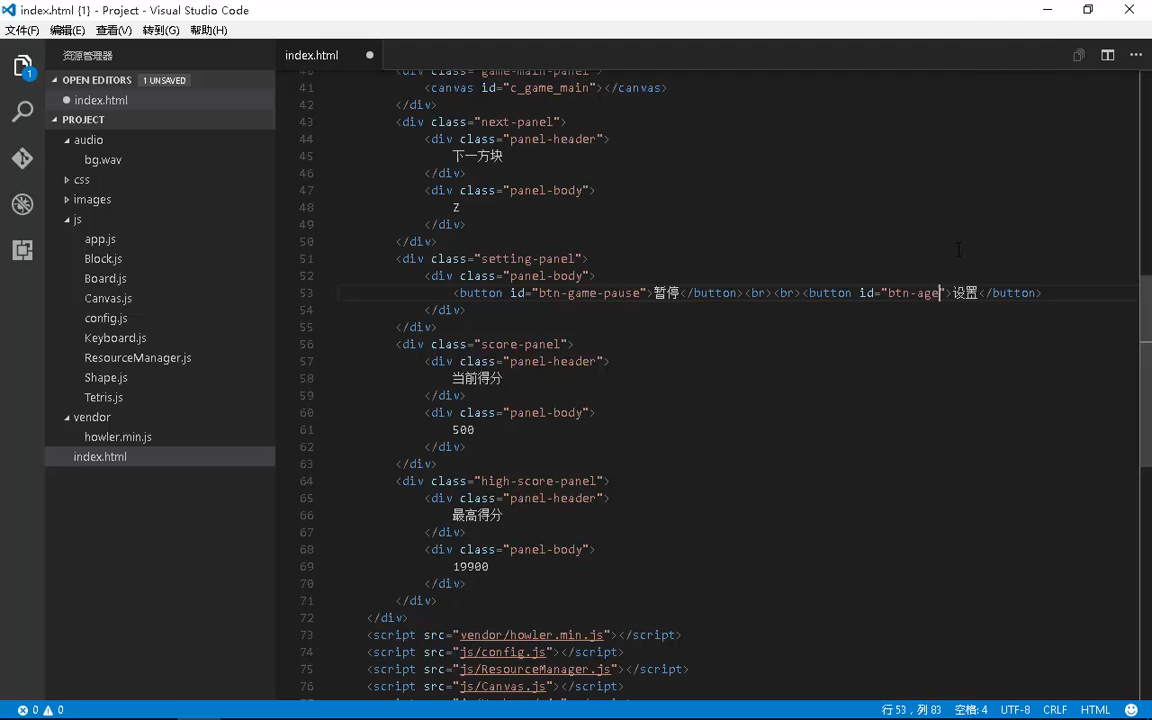 index.html {1} - Project - Visual Studio Code
文件(F) 编辑(E) 查看(V) 转到(G) 帮助(H)
资源管理器
OPEN EDITORS 1 UNSAVED
index.html
PROJECT
audio
bg.wav
css
images
js
app.js
Block.js
Board.js
Canvas.js
config.js
Keyboard.js
ResourceManager.js
Shape.js
Tetris.js
vendor
howler.min.js
index.html
1
index.html
40 <div class="game-main-panel">
41 <canvas id="c_game_main"></canvas>
42 </div>
43 <div class="next-panel">
44 <div class="panel-header">
45 下一方块
46 </div>
47 <div class="panel-body">
48 Z
49 </div>
50 </div>
51 <div class="setting-panel">
52 <div class="panel-body">
53 <button id="btn-game-pause">暂停</button><br><br><button id="btn-age">设置</button>
54 </div>
55 </div>
56 <div class="score-panel">
57 <div class="panel-header">
58 当前得分
59 </div>
60 <div class="panel-body">
61 500
62 </div>
63 </div>
64 <div class="high-score-panel">
65 <div class="panel-header">
66 最高得分
67 </div>
68 <div class="panel-body">
69 19900
70 </div>
71 </div>
72 </div>
73 <script src="vendor/howler.min.js"></script>
74 <script src="js/config.js"></script>
75 <script src="js/ResourceManager.js"></script>
76 <script src="js/Canvas.js"></script>
0 0 行 53，列 83 空格: 4 UTF-8 CRLF HTML